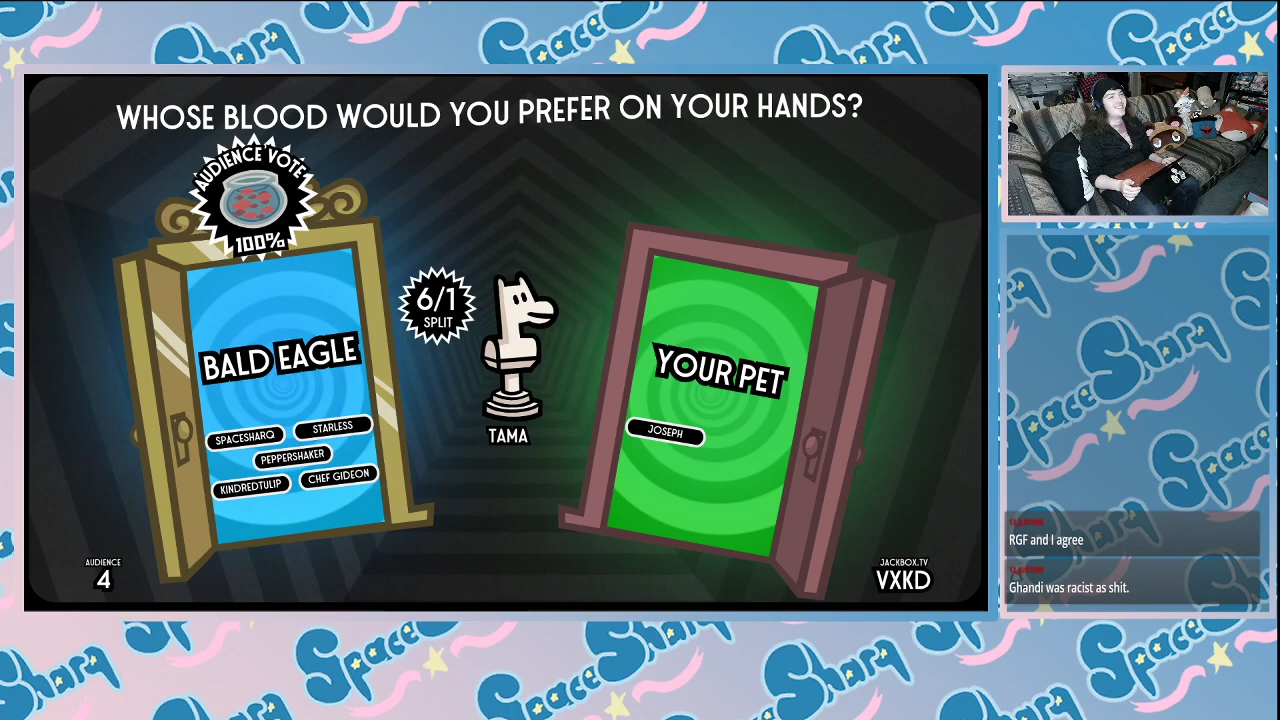 WHOSE BLOOD WOULD YOU PREFER ON YOUR HANDS?
AUDIENCE VOTE
100%
6/1
SPLIT
BALD EAGLE
SPACESHARQ
STARLESS
PEPPERSHAKER
KINDREDTULIP
CHEF GIDEON
TAMA
YOUR PET
JOSEPH
AUDIENCE
4
JACKBOX.TV
VXKD
RGF and I agree
Ghandi was racist as shit.
SpaceSharq